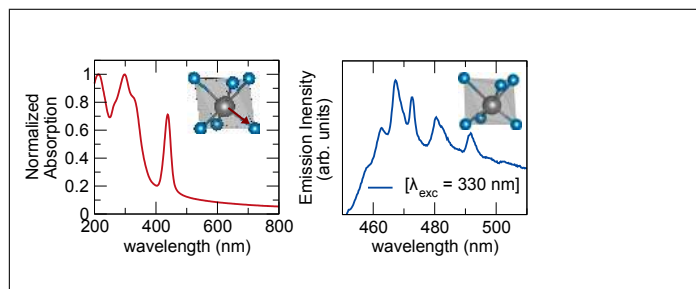 Normalized
Absorption
1
0.8
0.6
0.4
0.2
0
200 400 600 800
wavelength (nm)
Emission Inensity
(arb. units)
[λexc = 330 nm]
460 480 500
wavelength (nm)